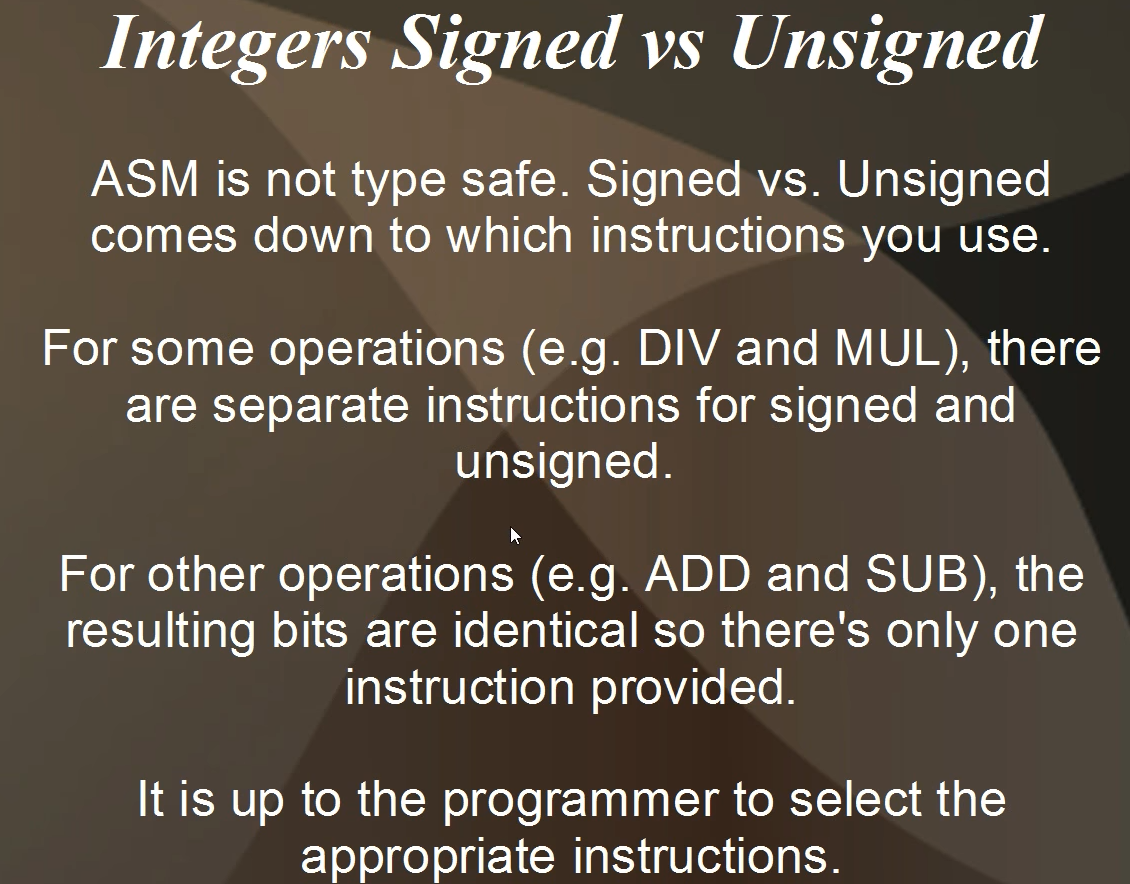 Integers Signed vs Unsigned
ASM is not type safe. Signed vs. Unsigned
comes down to which instructions you use.
For some operations (e.g. DIV and MUL), there
are separate instructions for signed and
unsigned.
For other operations (e.g. ADD and SUB), the
resulting bits are identical so there's only one
instruction provided.
It is up to the programmer to select the
appropriate instructions.